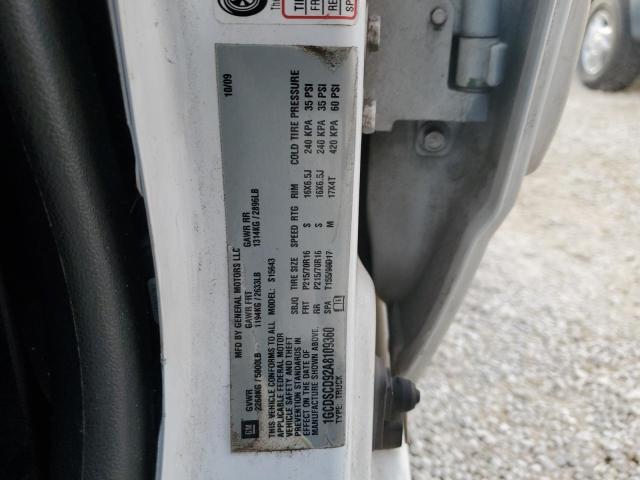 MFD BY GENERAL MOTORS LLC 10/09
GVWR GAWR FRT GAWR RR
2268KG / 5000LB 1194KG / 2633LB 1314KG / 2896LB
THIS VEHICLE CONFORMS TO ALL MODEL: S15643
APPLICABLE FEDERAL MOTOR
VEHICLE SAFETY AND THEFT
PREVENTION STANDARDS IN
EFFECT ON THE DATE OF
MANUFACTURE SHOWN ABOVE.
1GCDSCD92A8109360
TYPE: TRUCK
COLD TIRE PRESSURE
SBJQ TIRE SIZE SPEED RTG RIM
FRT P215/70R16 S 16X6.5J 240 KPA 35 PSI
RR P215/70R16 S 16X6.5J 240 KPA 35 PSI
SPA T155/90D17 M 17X4T 420 KPA 60 PSI
GM